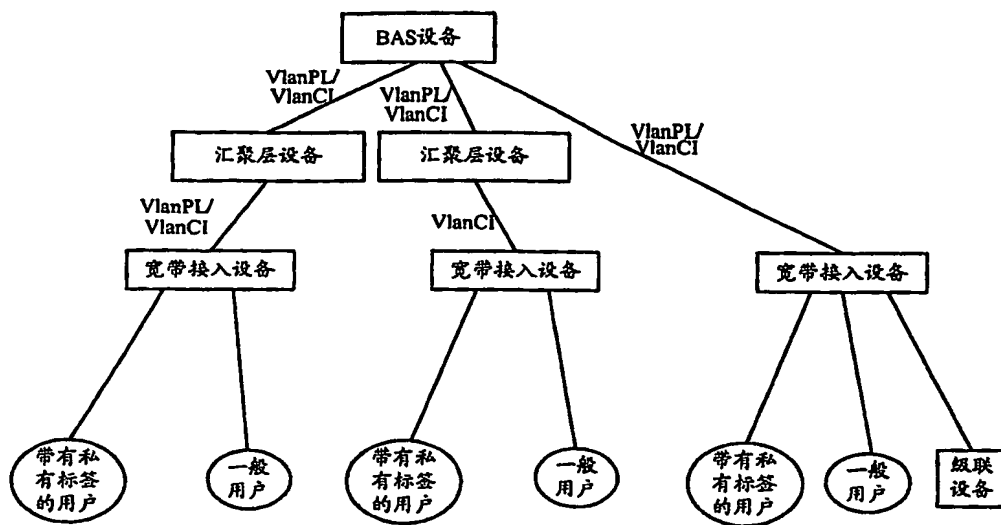 BAS设备
VlanPL/
VlanCI
VlanPL/
VlanCI
VlanPL/
VlanCI
汇聚层设备
汇聚层设备
VlanPL/
VlanCI
VlanCI
宽带接入设备
宽带接入设备
宽带接入设备
带有私
有标签
的用户
一般
用户
带有私
有标签
的用户
一般
用户
带有私
有标签
的用户
一般
用户
级联
设备